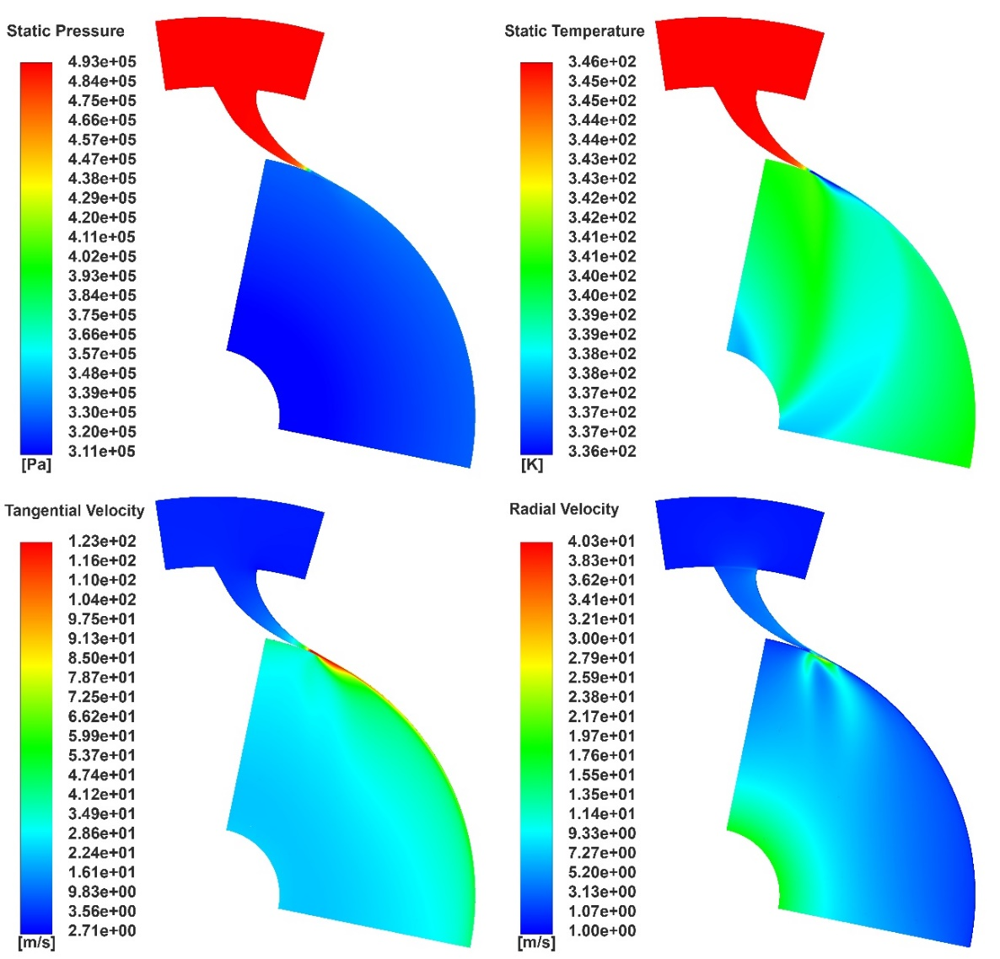 Static Pressure
4.93e+05
4.84e+05
4.75e+05
4.66e+05
4.57e+05
4.47e+05
4.38e+05
4.29e+05
4.20e+05
4.11e+05
4.02e+05
3.93e+05
3.84e+05
3.75e+05
3.66e+05
3.57e+05
3.48e+05
3.39e+05
3.30e+05
3.20e+05
3.11e+05
[Pa]
Static Temperature
3.46e+02
3.45e+02
3.45e+02
3.44e+02
3.44e+02
3.43e+02
3.43e+02
3.42e+02
3.41e+02
3.41e+02
3.40e+02
3.40e+02
3.39e+02
3.39e+02
3.38e+02
3.38e+02
3.37e+02
3.37e+02
3.37e+02
3.36e+02
[K]
Tangential Velocity
1.23e+02
1.16e+02
1.10e+02
1.04e+02
9.75e+01
9.13e+01
8.50e+01
7.87e+01
7.25e+01
6.62e+01
5.99e+01
5.37e+01
4.74e+01
4.12e+01
3.49e+01
2.86e+01
2.24e+01
1.61e+01
9.83e+00
3.56e+00
2.71e+00
[m/s]
Radial Velocity
4.03e+01
3.83e+01
3.62e+01
3.41e+01
3.21e+01
3.00e+01
2.79e+01
2.59e+01
2.38e+01
2.17e+01
1.97e+01
1.76e+01
1.55e+01
1.35e+01
1.14e+01
9.33e+00
7.27e+00
5.20e+00
3.13e+00
1.07e+00
1.00e+00
[m/s]